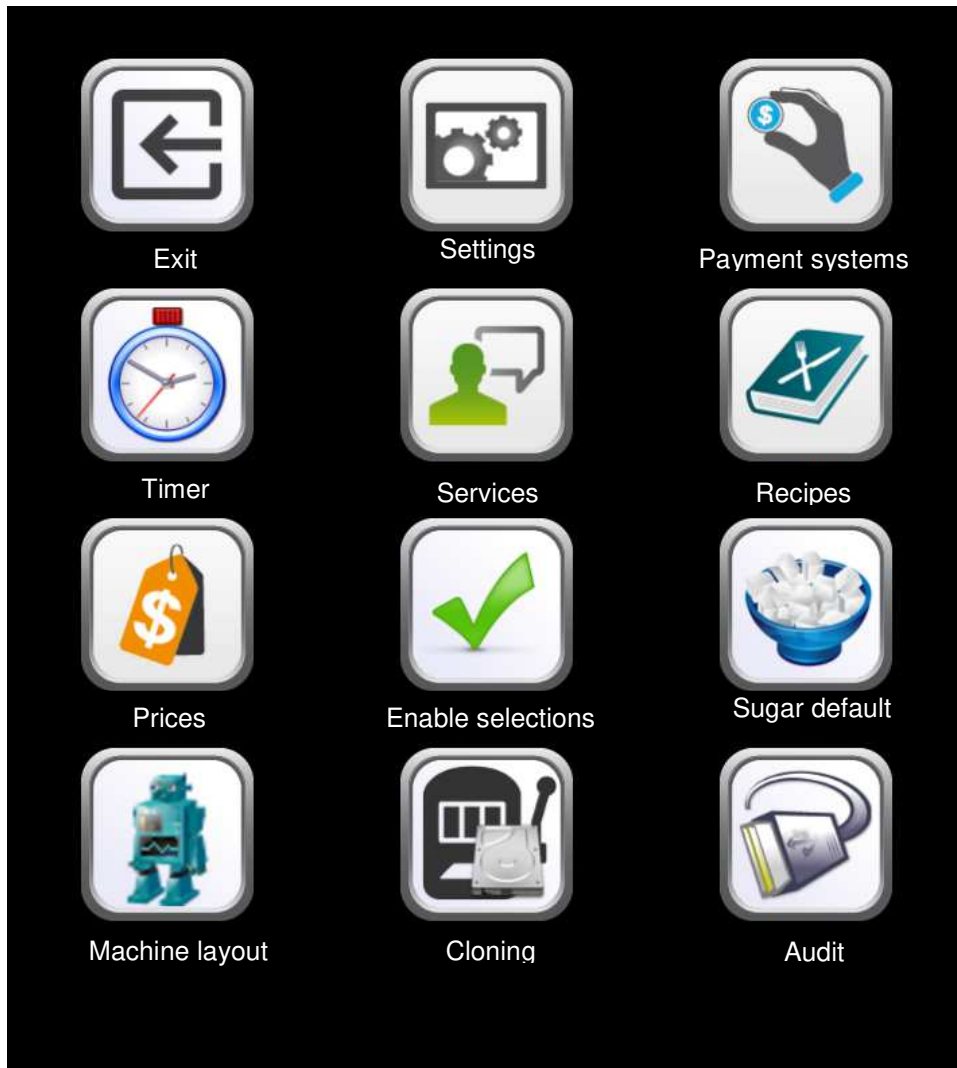 Exit
Settings
Payment systems
Timer
Services
Recipes
Prices
Enable selections
Sugar default
Machine layout
Cloning
Audit